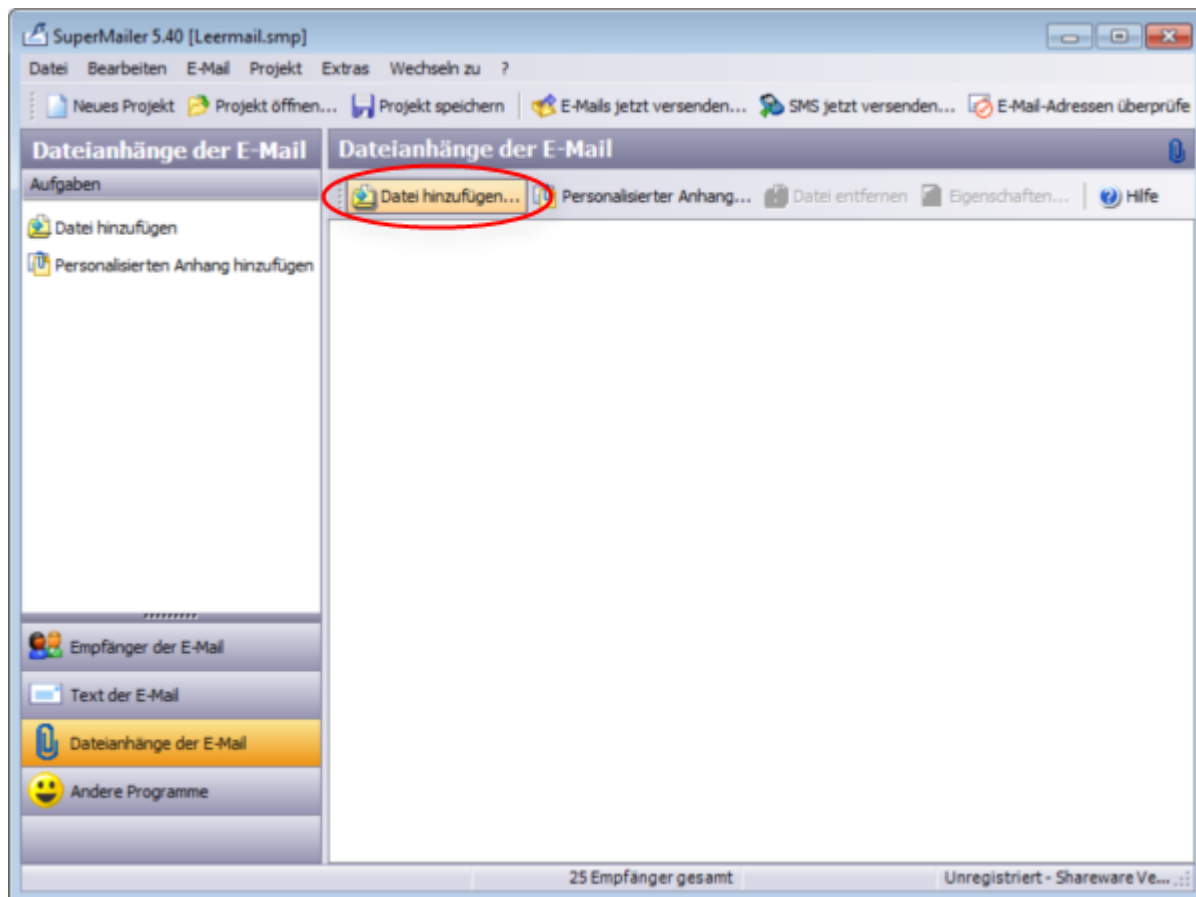 SuperMailer 5.40 [Leermail.smp]
Datei Bearbeiten E-Mail Projekt Extras Wechseln zu ?
Neues Projekt Projekt öffnen... Projekt speichern E-Mails jetzt versenden... SMS jetzt versenden... E-Mail-Adressen überprüfe
Dateianhänge der E-Mail
Dateianhänge der E-Mail
Aufgaben
Datei hinzufügen... Personalisierter Anhang... Datei entfernen Eigenschaften... Hilfe
Datei hinzufügen
Personalisierten Anhang hinzufügen
Empfänger der E-Mail
Text der E-Mail
Dateianhänge der E-Mail
Andere Programme
25 Empfänger gesamt
Unregistriert - Shareware Ve...